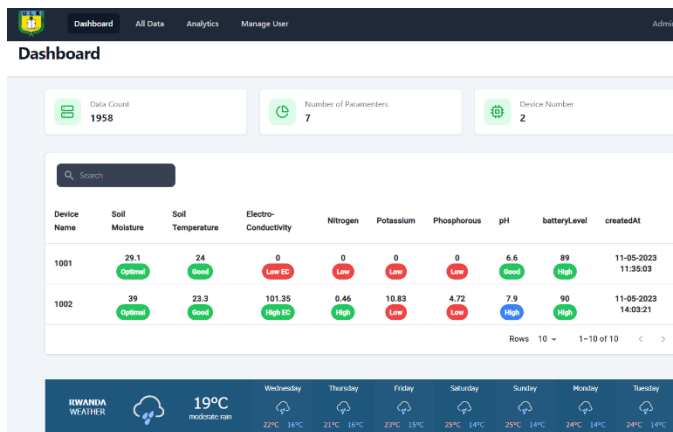 Dashboard All Data Analytics Manage User Admin
Dashboard
Data Count
1958
Number of Paramenters
7
Device Number
2
Search
Device Name Soil Moisture Soil Temperature Electro-Conductivity Nitrogen Potassium Phosphorous pH batteryLevel createdAt
1001 29.1 24 0 0 0 0 6.6 89 11-05-2023
Optimal Good Low EC Low Low Low Good High 11:35:03
1002 39 23.3 101.35 0.46 10.83 4.72 7.9 90 11-05-2023
Optimal Good High EC High Low Low High High 14:03:21
Rows 10 1–10 of 10
RWANDA
WEATHER
19°C
moderate rain
Wednesday Thursday Friday Saturday Sunday Monday Tuesday
22°C 16°C 21°C 16°C 23°C 15°C 25°C 14°C 25°C 14°C 24°C 14°C 24°C 14°C